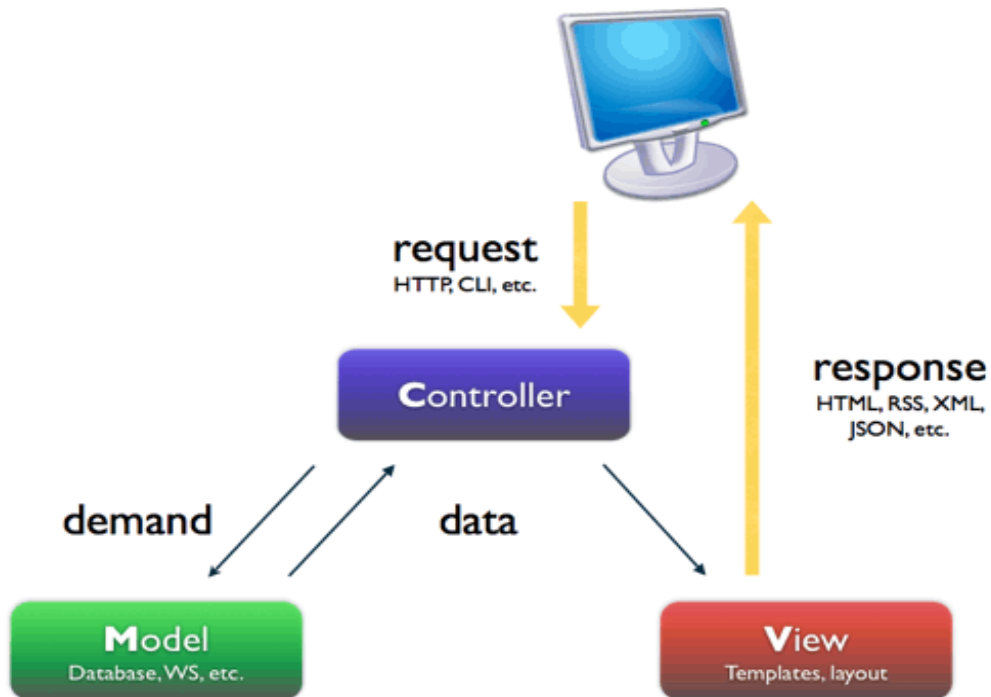 request
HTTP, CLI, etc.
Controller
response
HTML, RSS, XML,
JSON, etc.
demand
data
Model
Database, WS, etc.
View
Templates, layout